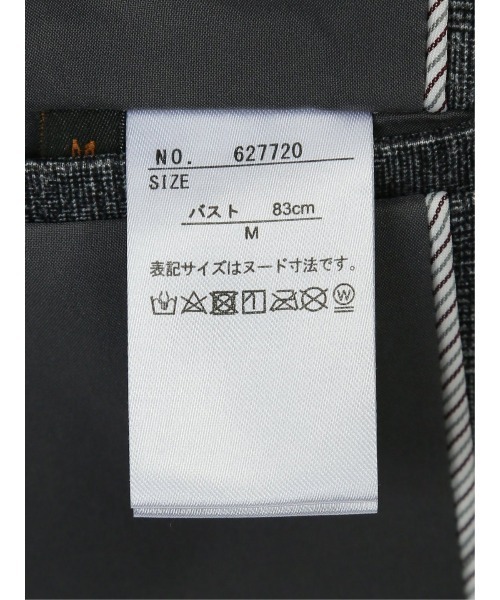 NO. 627720
SIZE
バスト 83cm
M
表記サイズはヌード寸法です。
W